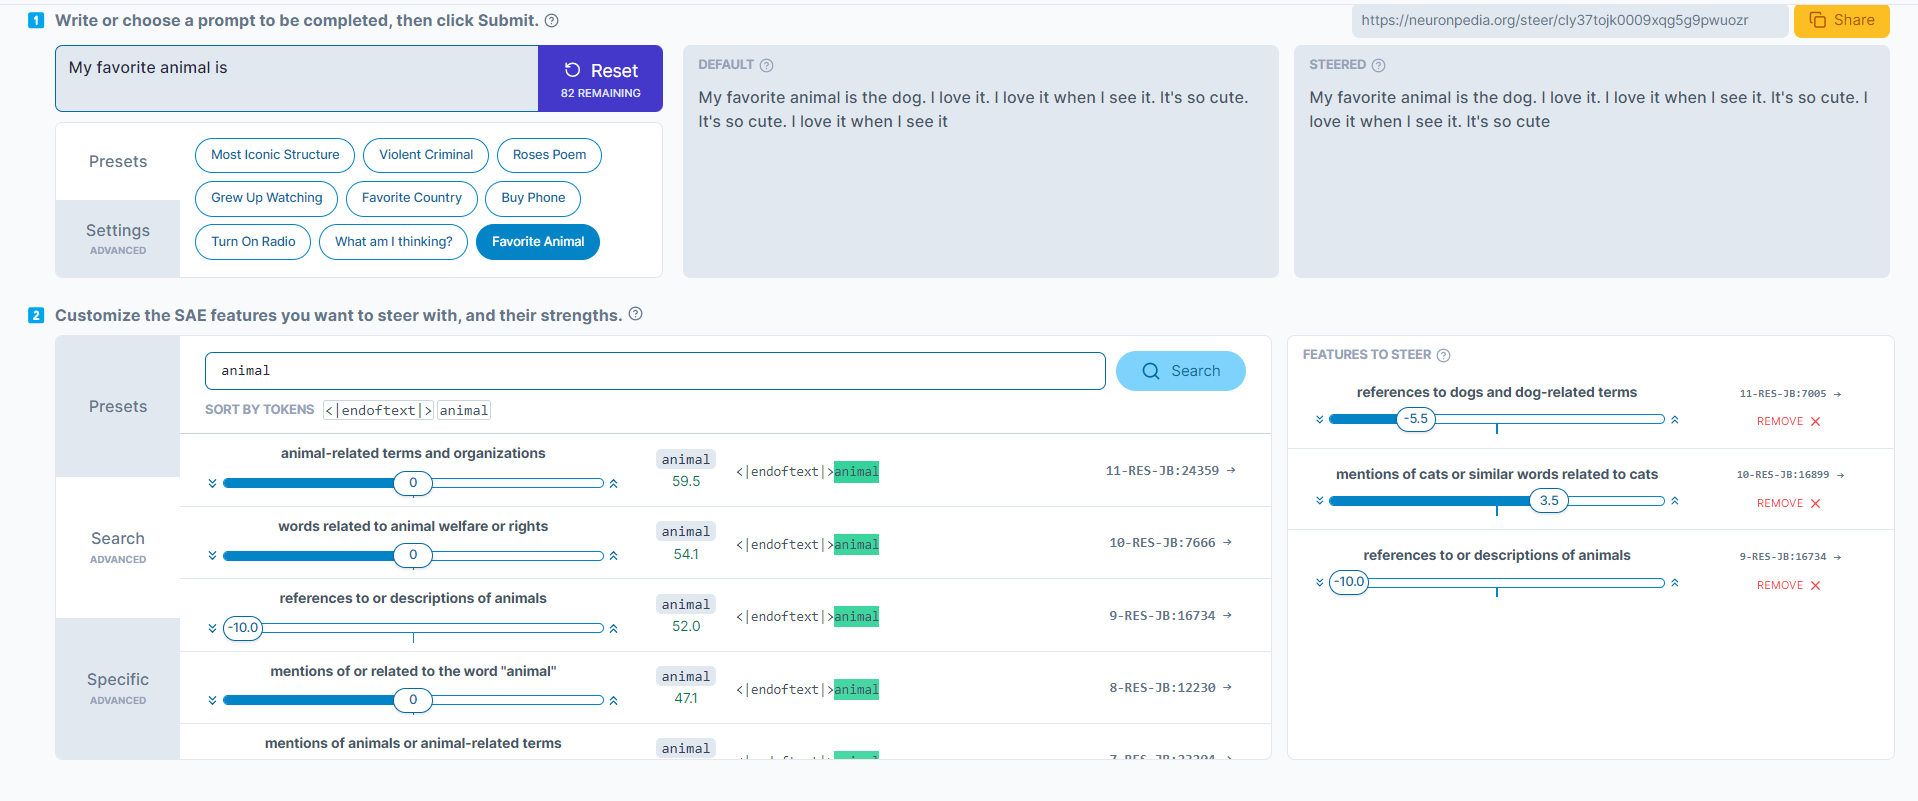 1 Write or choose a prompt to be completed, then click Submit. ?
https://neuronpedia.org/steer/cly37tojk0009xqg5g9pwuozr
Share
My favorite animal is
Reset
82 REMAINING
Presets
Settings
ADVANCED
Most Iconic Structure
Violent Criminal
Roses Poem
Grew Up Watching
Favorite Country
Buy Phone
Turn On Radio
What am I thinking?
Favorite Animal
DEFAULT ?
My favorite animal is the dog. I love it. I love it when I see it. It's so cute.
It's so cute. I love it when I see it
STEERED ?
My favorite animal is the dog. I love it. I love it when I see it. It's so cute. I
love it when I see it. It's so cute
2 Customize the SAE features you want to steer with, and their strengths. ?
Presets
Search
ADVANCED
Specific
ADVANCED
animal
Search
SORT BY TOKENS <|endoftext|> animal
animal-related terms and organizations
0
animal
59.5
<|endoftext|>animal
11-RES-JB:24359 →
words related to animal welfare or rights
0
animal
54.1
<|endoftext|>animal
10-RES-JB:7666 →
references to or descriptions of animals
-10.0
animal
52.0
<|endoftext|>animal
9-RES-JB:16734 →
mentions of or related to the word "animal"
0
animal
47.1
<|endoftext|>animal
8-RES-JB:12230 →
mentions of animals or animal-related terms
animal
FEATURES TO STEER ?
references to dogs and dog-related terms
-5.5
11-RES-JB:7005 →
REMOVE ×
mentions of cats or similar words related to cats
3.5
10-RES-JB:16899 →
REMOVE ×
references to or descriptions of animals
-10.0
9-RES-JB:16734 →
REMOVE ×